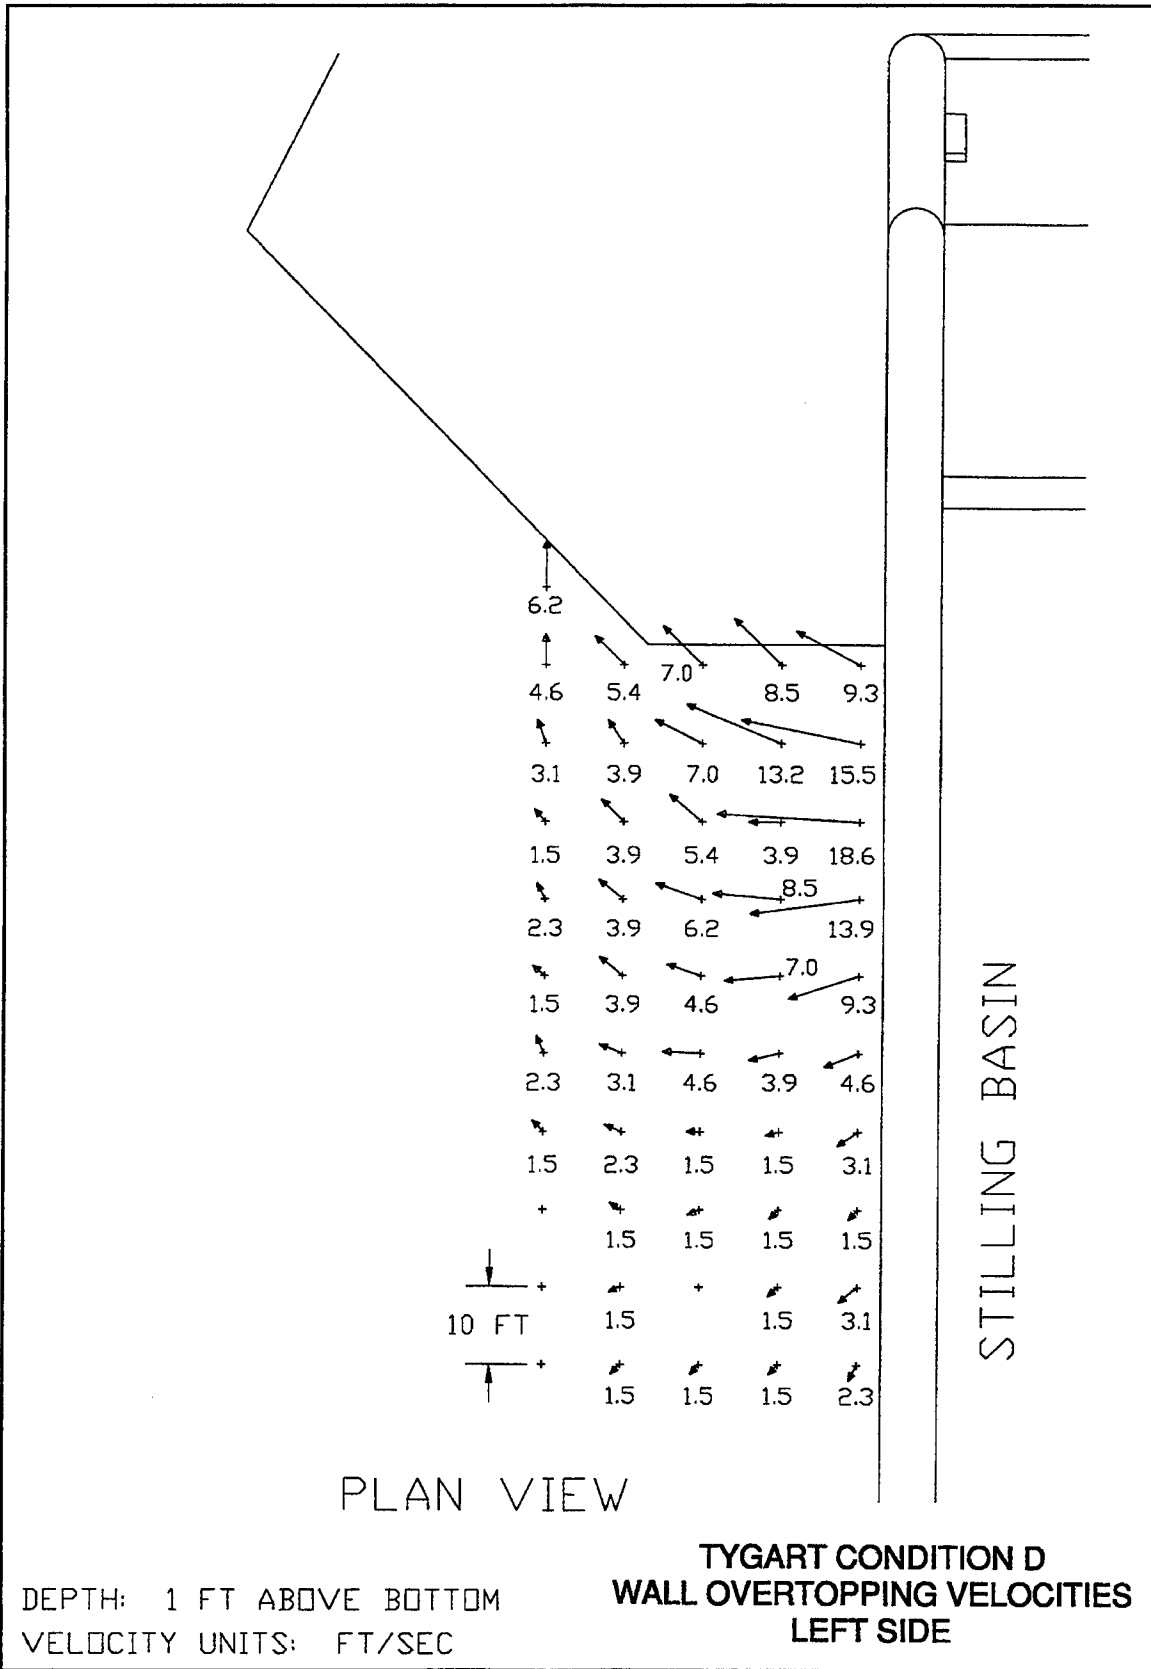 6.2
4.6 5.4 7.0 8.5 9.3
3.1 3.9 7.0 13.2 15.5
1.5 3.9 5.4 3.9 18.6
2.3 3.9 6.2 8.5 13.9
1.5 3.9 4.6 7.0 9.3
2.3 3.1 4.6 3.9 4.6
1.5 2.3 1.5 1.5 3.1
1.5 1.5 1.5 1.5
10 FT 1.5 1.5 3.1
1.5 1.5 1.5 2.3
STILLING BASIN
PLAN VIEW
TYGART CONDITION D
WALL OVERTOPPING VELOCITIES
LEFT SIDE
DEPTH: 1 FT ABOVE BOTTOM
VELOCITY UNITS: FT/SEC